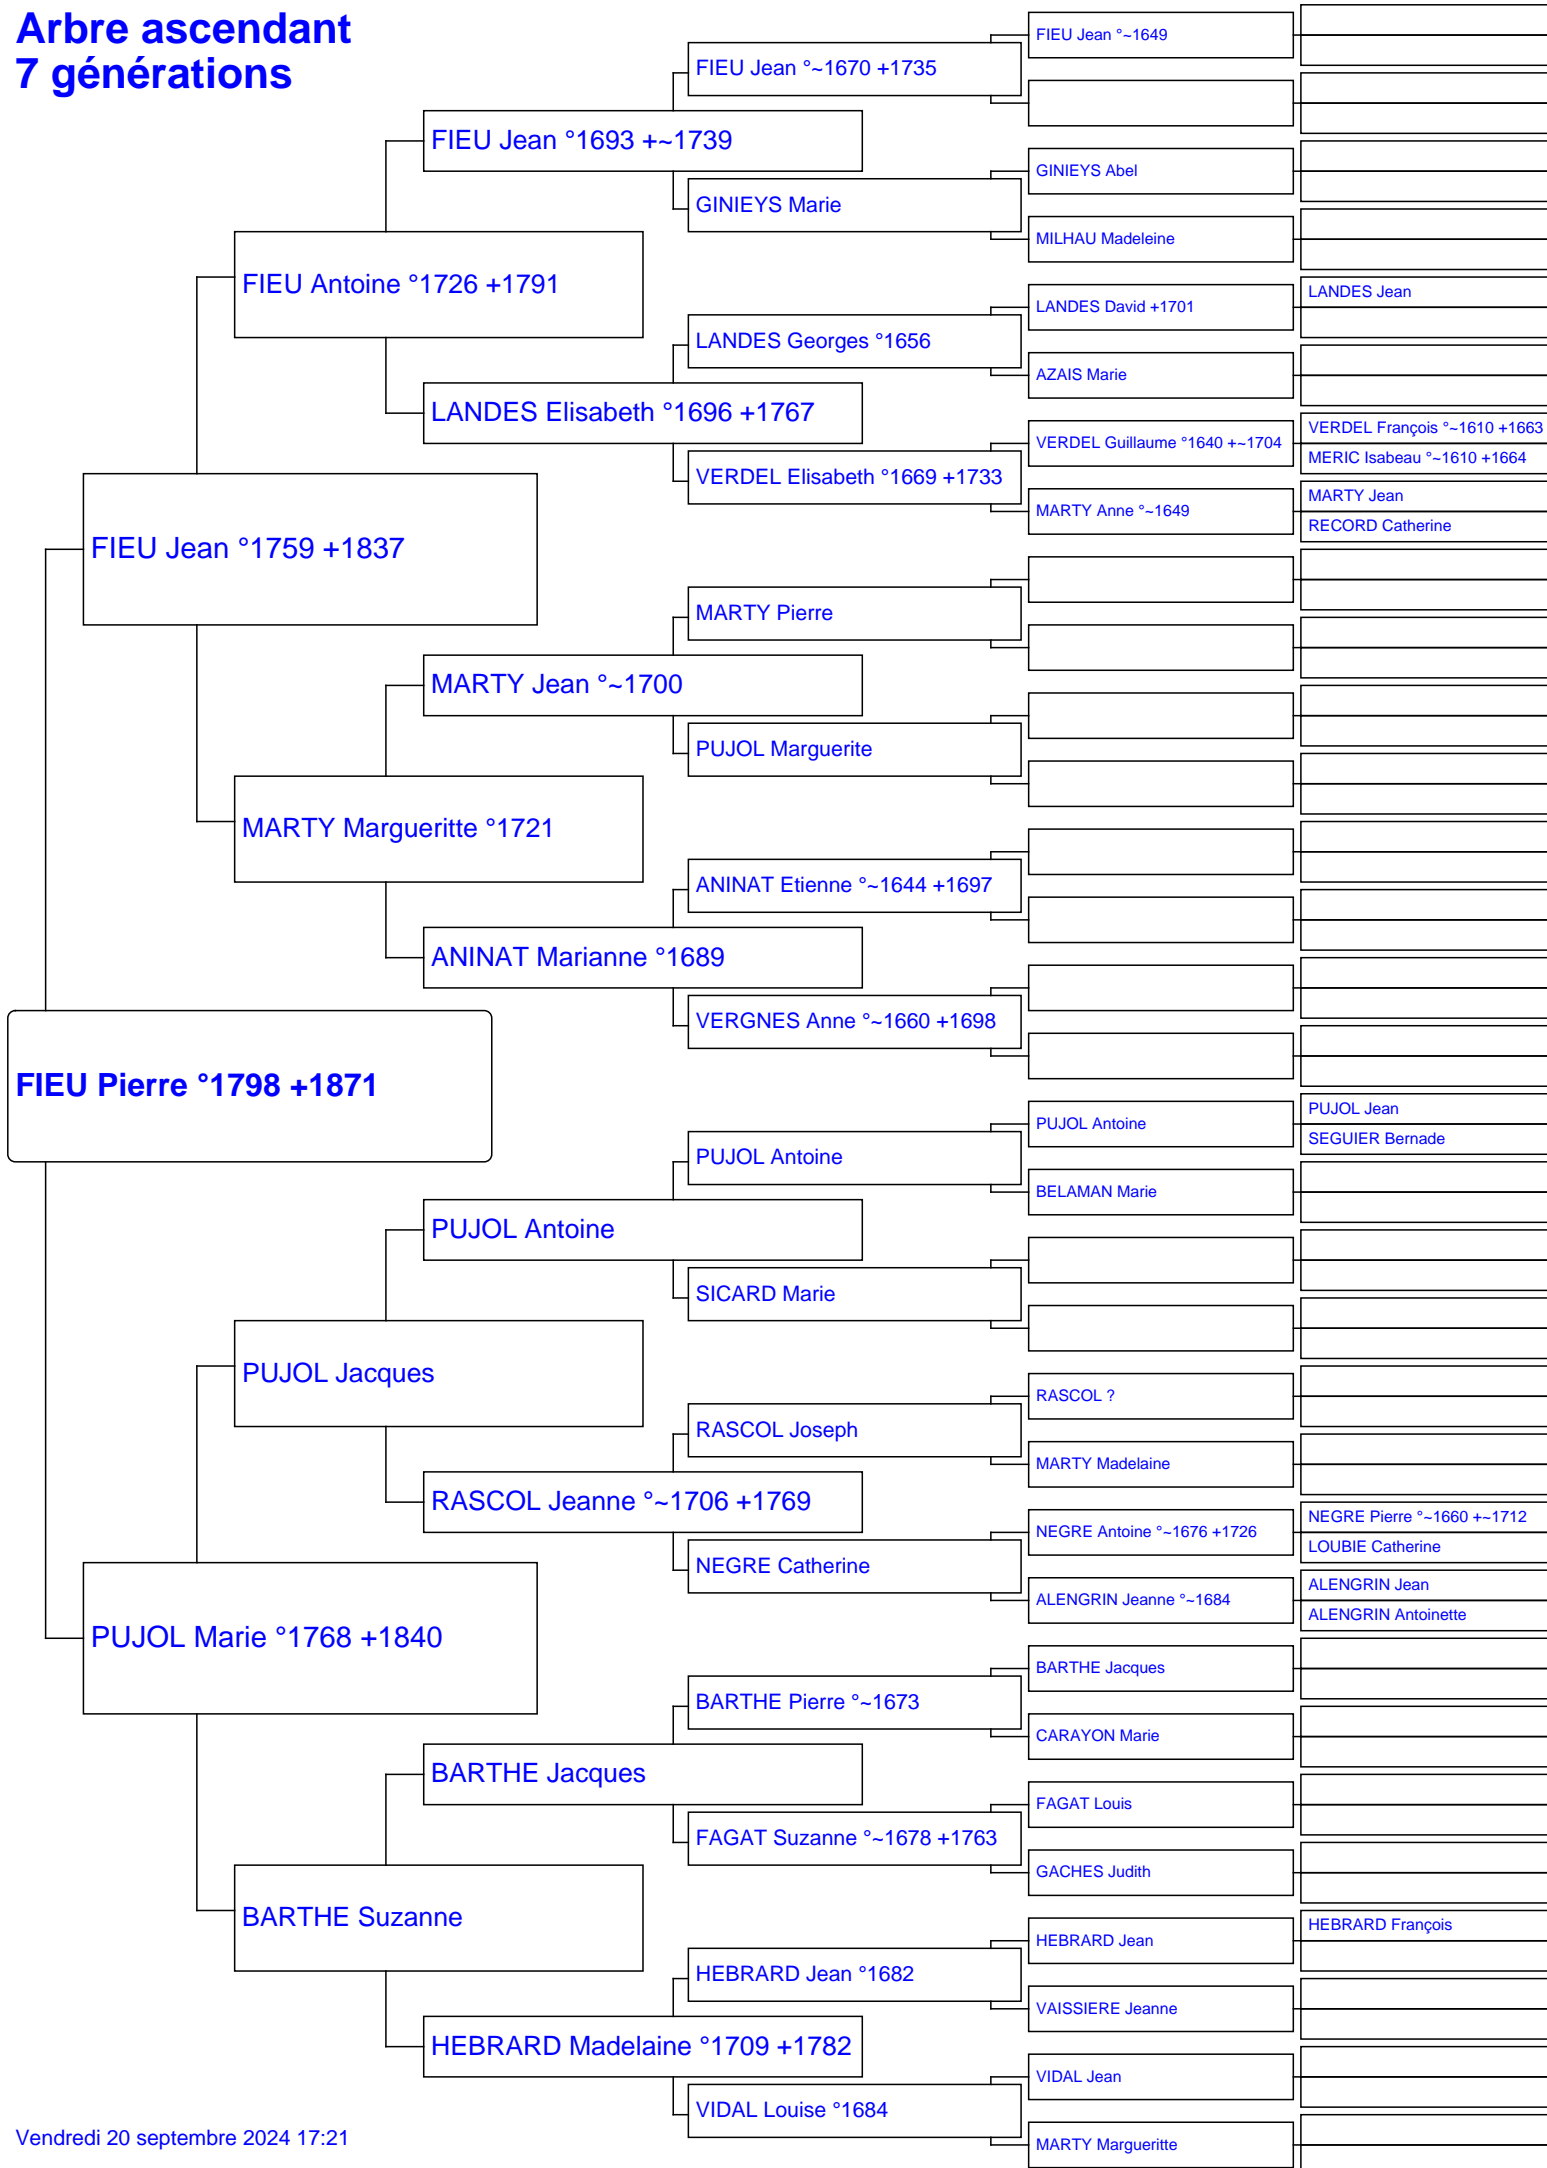 Arbre ascendant
7 générations
FIEU Pierre °1798 +1871
FIEU Jean °1759 +1837
PUJOL Marie °1768 +1840
FIEU Antoine °1726 +1791
MARTY Margueritte °1721
PUJOL Jacques
BARTHE Suzanne
FIEU Jean °1693 +~1739
LANDES Elisabeth °1696 +1767
MARTY Jean °~1700
ANINAT Marianne °1689
PUJOL Antoine
RASCOL Jeanne °~1706 +1769
BARTHE Jacques
HEBRARD Madelaine °1709 +1782
FIEU Jean °~1670 +1735
GINIEYS Marie
LANDES Georges °1656
VERDEL Elisabeth °1669 +1733
MARTY Pierre
PUJOL Marguerite
ANINAT Etienne °~1644 +1697
VERGNES Anne °~1660 +1698
PUJOL Antoine
SICARD Marie
RASCOL Joseph
NEGRE Catherine
BARTHE Pierre °~1673
FAGAT Suzanne °~1678 +1763
HEBRARD Jean °1682
VIDAL Louise °1684
FIEU Jean °~1649
GINIEYS Abel
MILHAU Madeleine
LANDES David +1701
AZAIS Marie
VERDEL Guillaume °1640 +~1704
MARTY Anne °~1649
PUJOL Antoine
BELAMAN Marie
RASCOL ?
MARTY Madelaine
NEGRE Antoine °~1676 +1726
ALENGRIN Jeanne °~1684
BARTHE Jacques
CARAYON Marie
FAGAT Louis
GACHES Judith
HEBRARD Jean
VAISSIERE Jeanne
VIDAL Jean
MARTY Margueritte
LANDES Jean
VERDEL François °~1610 +1663
MERIC Isabeau °~1610 +1664
MARTY Jean
RECORD Catherine
PUJOL Jean
SEGUIER Bernade
NEGRE Pierre °~1660 +~1712
LOUBIE Catherine
ALENGRIN Jean
ALENGRIN Antoinette
HEBRARD François
Vendredi 20 septembre 2024 17:21